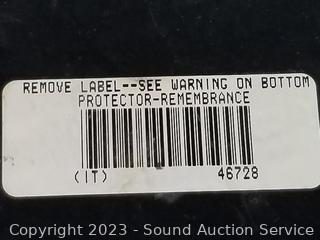 REMOVE LABEL--SEE WARNING ON BOTTOM
PROTECTOR-REMEMBRANCE
(IT) 46728
Copyright 2023 - Sound Auction Service